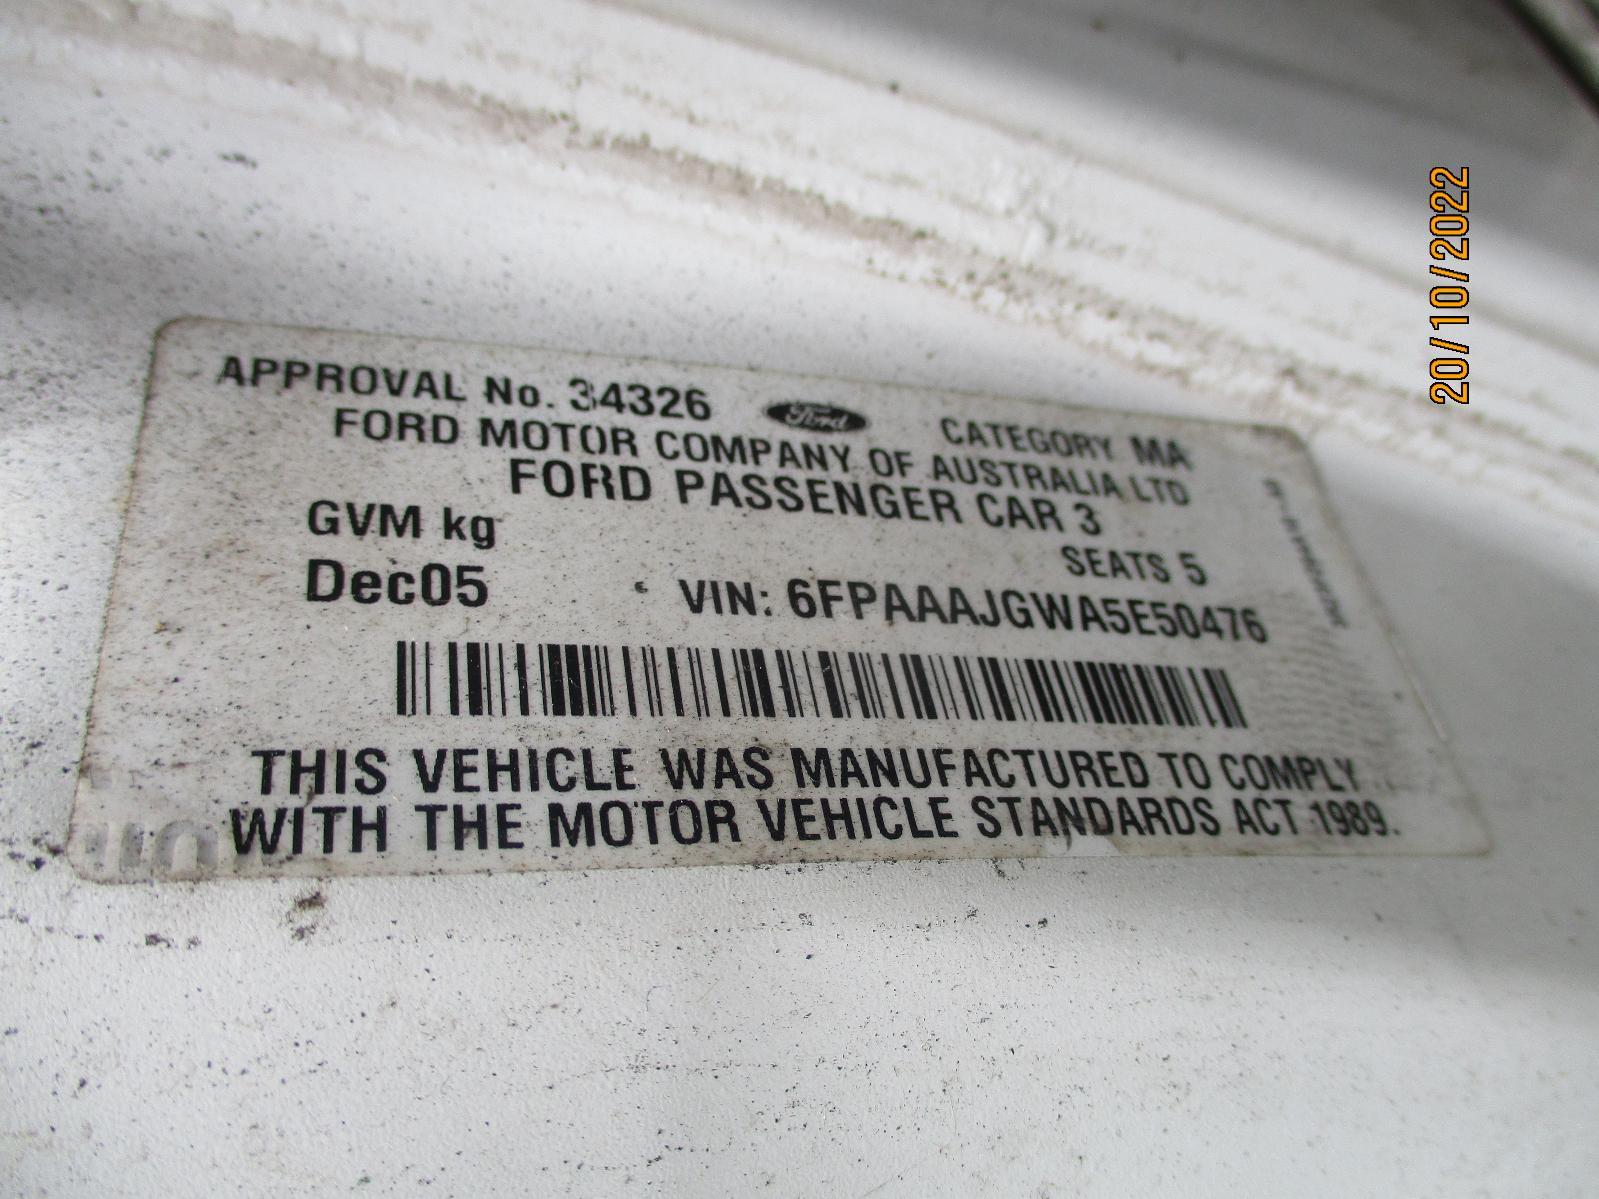 APPROVAL No. 34326 Ford CATEGORY MA
FORD MOTOR COMPANY OF AUSTRALIA LTD
FORD PASSENGER CAR 3
GVM kg SEATS 5
Dec05 VIN: 6FPAAAJGWA5E50476
THIS VEHICLE WAS MANUFACTURED TO COMPLY
WITH THE MOTOR VEHICLE STANDARDS ACT 1989.
20/10/2022